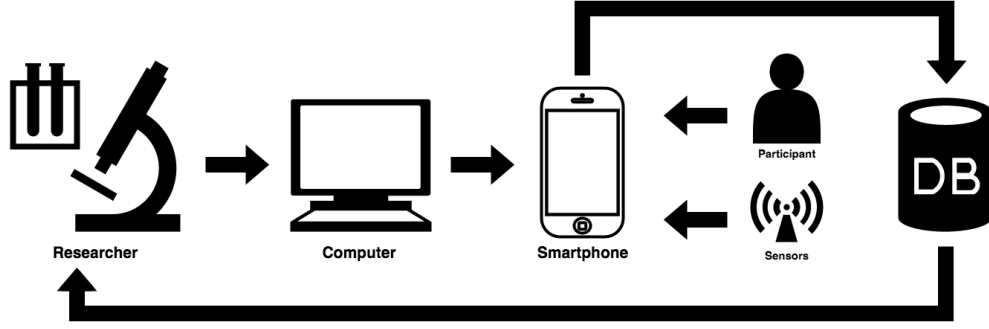 Researcher
Computer
Smartphone
Participant
Sensors
DB